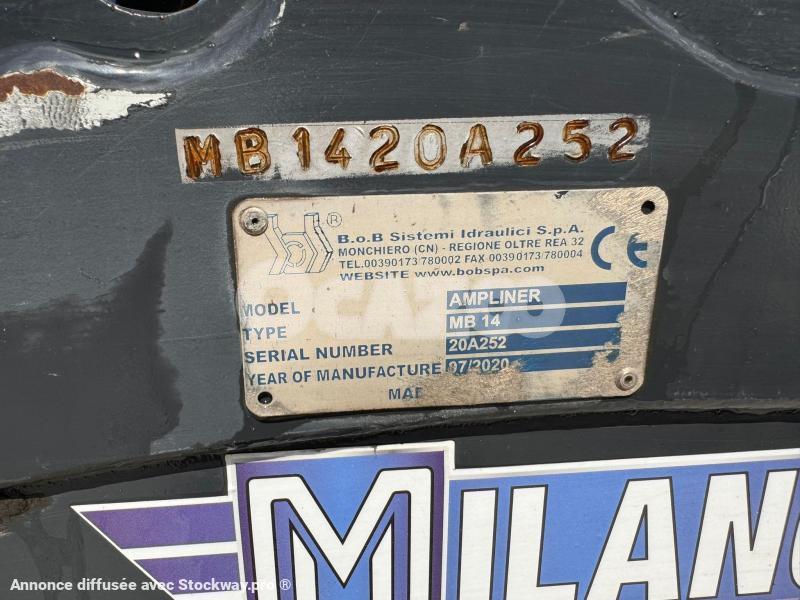 MB1420A252
B.o.B Sistemi Idraulici S.p.A.
MONCHIERO (CN) - REGIONE OLTRE REA 32
TEL.00390173 780002 FAX 00390173/780004
WEBSITE www.bobspa.com
CE
MODEL AMPLINER
TYPE MB 14
SERIAL NUMBER 20A252
YEAR OF MANUFACTURE 07/2020
MILAN
Annonce diffusée avec Stockway.pro ®